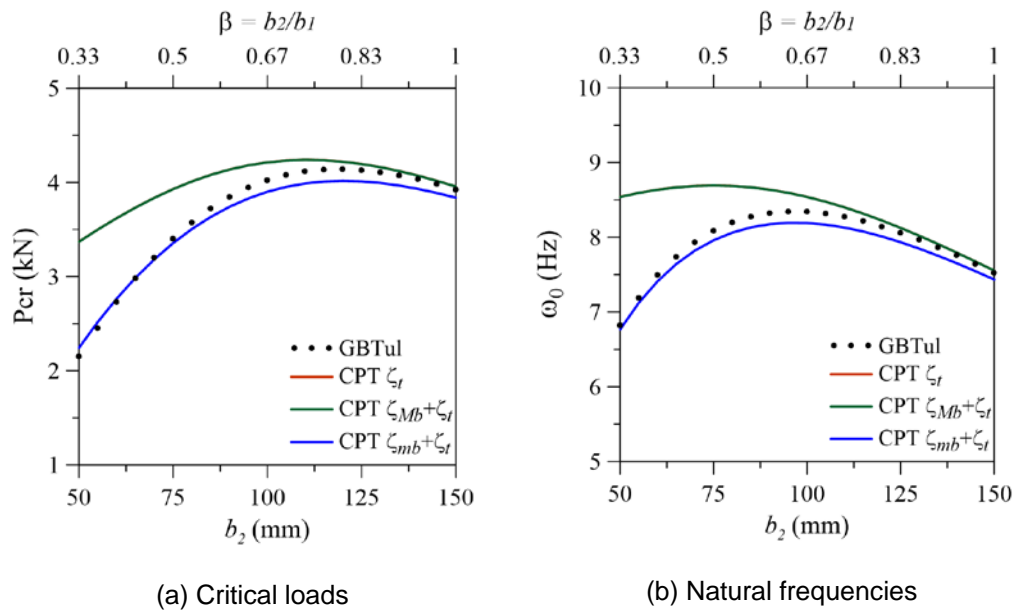 β = b2/b1
0.33 0.5 0.67 0.83 1
5
4
3
2
1
Pcr (kN)
GBTul
CPT ζt
CPT ζMb+ζt
CPT ζmb+ζt
50 75 100 125 150
b2 (mm)
(a) Critical loads
β = b2/b1
0.33 0.5 0.67 0.83 1
10
9
8
7
6
5
ω0 (Hz)
GBTul
CPT ζt
CPT ζMb+ζt
CPT ζmb+ζt
50 75 100 125 150
b2 (mm)
(b) Natural frequencies